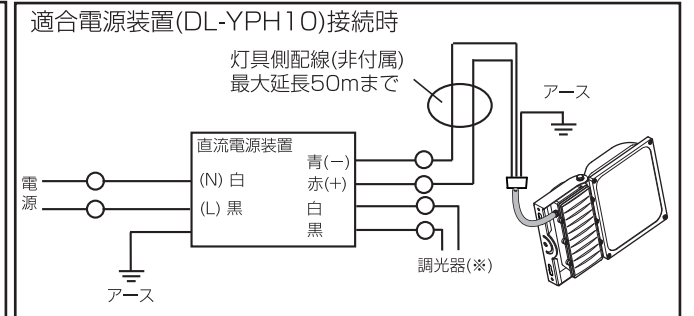 適合電源装置(DL-YPH10)接続時
灯具側配線(非付属)
最大延長50mまで
アース
直流電源装置
青(−)
赤(+)
白
黒
(N) 白
(L) 黒
電
源
アース
調光器(※)